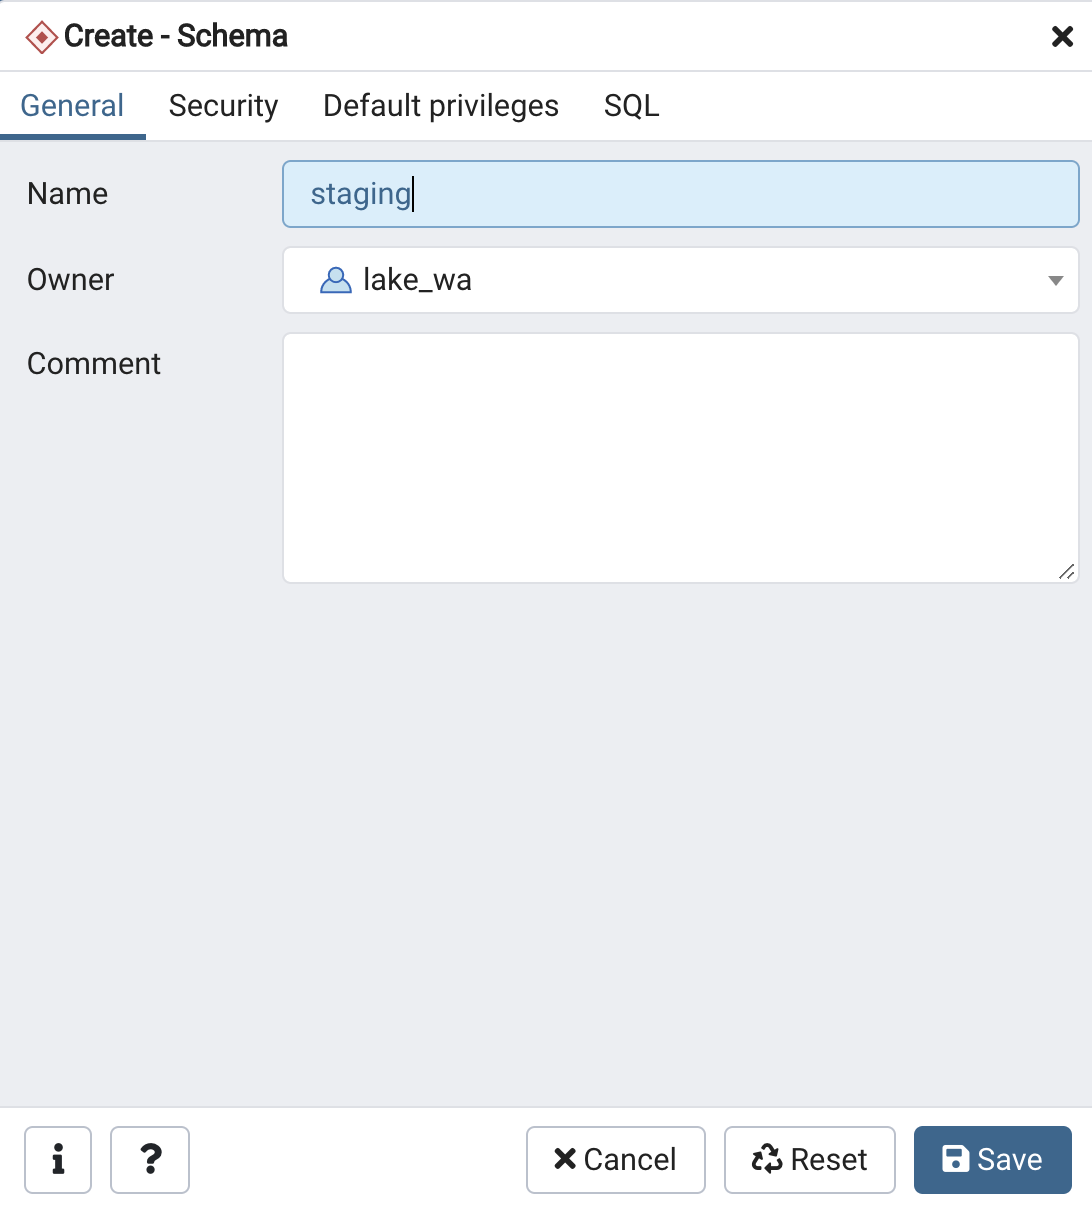 Create - Schema
General Security Default privileges SQL
Name staging
Owner lake_wa
Comment
i ? Cancel Reset Save